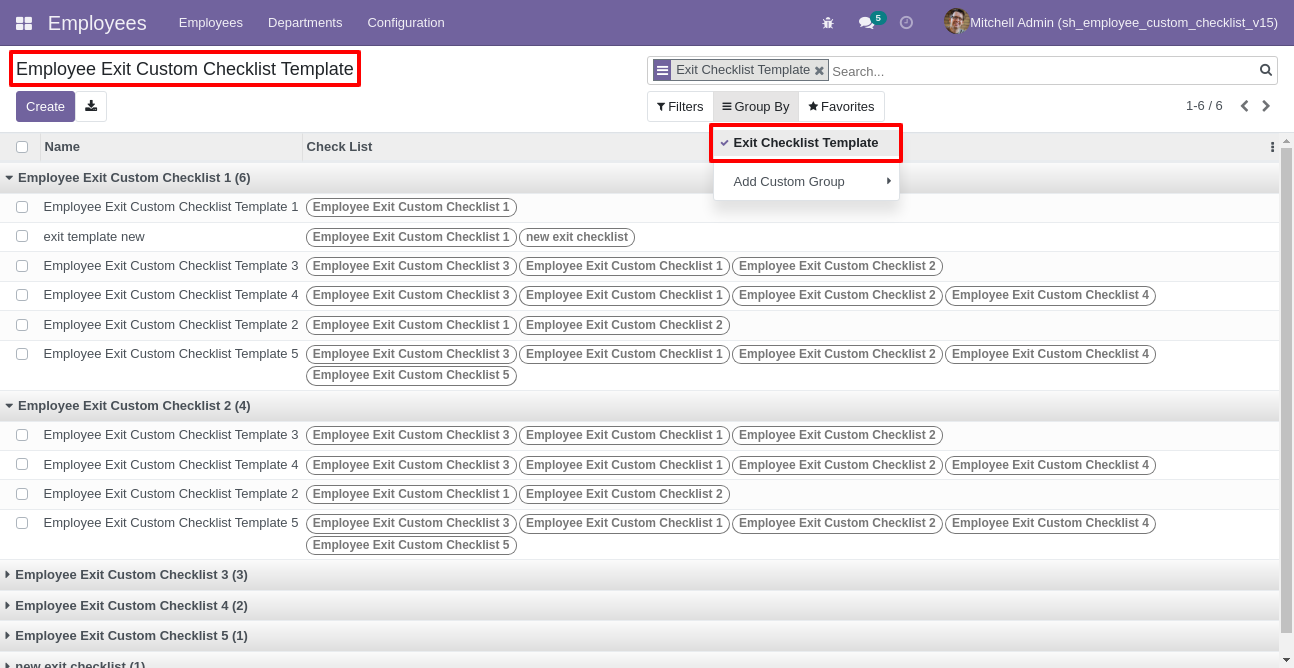 Employees Employees Departments Configuration 5 Mitchell Admin (sh_employee_custom_checklist_v15)
Employee Exit Custom Checklist Template
Exit Checklist Template Search...
Create
Filters Group By Favorites 1-6 / 6
Exit Checklist Template
Add Custom Group
Name Check List
Employee Exit Custom Checklist 1 (6)
Employee Exit Custom Checklist Template 1 Employee Exit Custom Checklist 1
exit template new Employee Exit Custom Checklist 1 new exit checklist
Employee Exit Custom Checklist Template 3 Employee Exit Custom Checklist 3 Employee Exit Custom Checklist 1 Employee Exit Custom Checklist 2
Employee Exit Custom Checklist Template 4 Employee Exit Custom Checklist 3 Employee Exit Custom Checklist 1 Employee Exit Custom Checklist 2 Employee Exit Custom Checklist 4
Employee Exit Custom Checklist Template 2 Employee Exit Custom Checklist 1 Employee Exit Custom Checklist 2
Employee Exit Custom Checklist Template 5 Employee Exit Custom Checklist 3 Employee Exit Custom Checklist 1 Employee Exit Custom Checklist 2 Employee Exit Custom Checklist 4
Employee Exit Custom Checklist 5
Employee Exit Custom Checklist 2 (4)
Employee Exit Custom Checklist Template 3 Employee Exit Custom Checklist 3 Employee Exit Custom Checklist 1 Employee Exit Custom Checklist 2
Employee Exit Custom Checklist Template 4 Employee Exit Custom Checklist 3 Employee Exit Custom Checklist 1 Employee Exit Custom Checklist 2 Employee Exit Custom Checklist 4
Employee Exit Custom Checklist Template 2 Employee Exit Custom Checklist 1 Employee Exit Custom Checklist 2
Employee Exit Custom Checklist Template 5 Employee Exit Custom Checklist 3 Employee Exit Custom Checklist 1 Employee Exit Custom Checklist 2 Employee Exit Custom Checklist 4
Employee Exit Custom Checklist 5
Employee Exit Custom Checklist 3 (3)
Employee Exit Custom Checklist 4 (2)
Employee Exit Custom Checklist 5 (1)
new exit checklist (1)